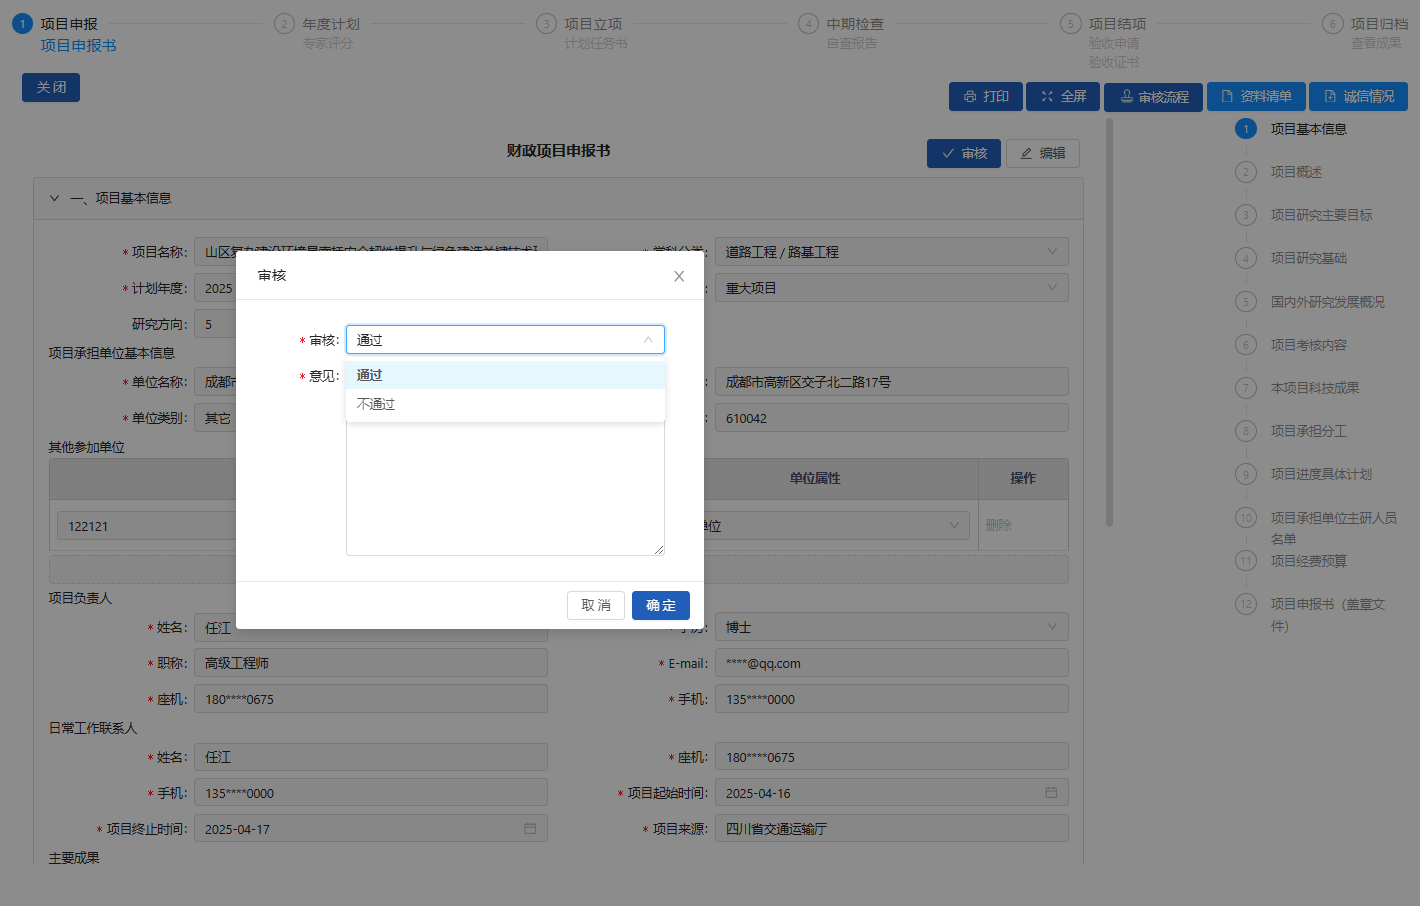 1 项目申报
项目申报书
2 年度计划
专家评分
3 项目立项
计划任务书
4 中期检查
自查报告
5 项目结项
验收申请
验收证书
6 项目归档
查看成果
关 闭
打印
全屏
审核流程
资料清单
诚信情况
财政项目申报书
审核
编辑
一、项目基本信息
* 项目名称:
道路工程 / 路基工程
* 计划年度: 2025
重大项目
研究方向: 5
项目承担单位基本信息
* 单位名称:
成都市高新区交子北二路17号
* 单位类别: 其它
610042
其他参加单位
单位属性 操作
122121
单位
删除
项目负责人
* 姓名: 任江
博士
* 职称: 高级工程师
* E-mail: ****@qq.com
* 座机: 180****0675
* 手机: 135****0000
日常工作联系人
* 姓名: 任江
* 座机: 180****0675
* 手机: 135****0000
* 项目起始时间: 2025-04-16
* 项目终止时间: 2025-04-17
* 项目来源: 四川省交通运输厅
主要成果
审核
* 审核: 通过
* 意见:
通过
不通过
取 消
确 定
1 项目基本信息
2 项目概述
3 项目研究主要目标
4 项目研究基础
5 国内外研究发展概况
6 项目考核内容
7 本项目科技成果
8 项目承担分工
9 项目进度具体计划
10 项目承担单位主研人员
名单
11 项目经费预算
12 项目申报书（盖章文
件）